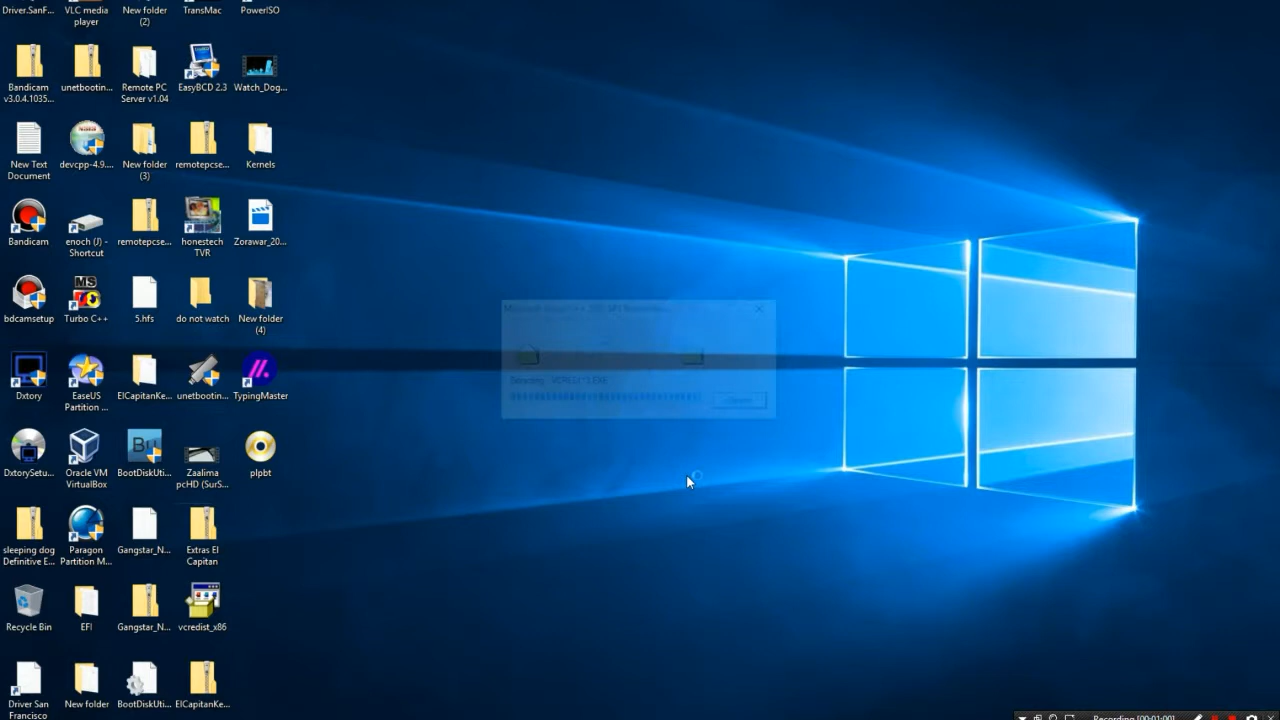 Driver.SanF...
VLC media
player
New folder
(2)
TransMac
PowerISO
Bandicam
v3.0.4.1035...
unetbootin...
Remote PC
Server v1.04
EasyBCD 2.3
Watch_Dog...
New Text
Document
devcpp-4.9....
New folder
(3)
remotepcse...
Kernels
Bandicam
enoch (J) -
Shortcut
remotepcse...
honestech
TVR
Zorawar_20...
bdcamsetup
MS
Turbo C++
5.hfs
do not watch
New folder
(4)
Dxtory
EaseUS
Partition ...
ElCapitanKe...
unetbootin...
TypingMaster
DxtorySetu...
Oracle VM
VirtualBox
BootDiskUti...
Zaalima
pcHD (SurS...
plpbt
sleeping dog
Definitive E...
Paragon
Partition M...
Gangstar_N...
Extras El
Capitan
Recycle Bin
EFI
Gangstar_N...
vcredist_x86
Driver San
Francisco
New folder
BootDiskUti...
ElCapitanKe...
Recording [00:01:00]